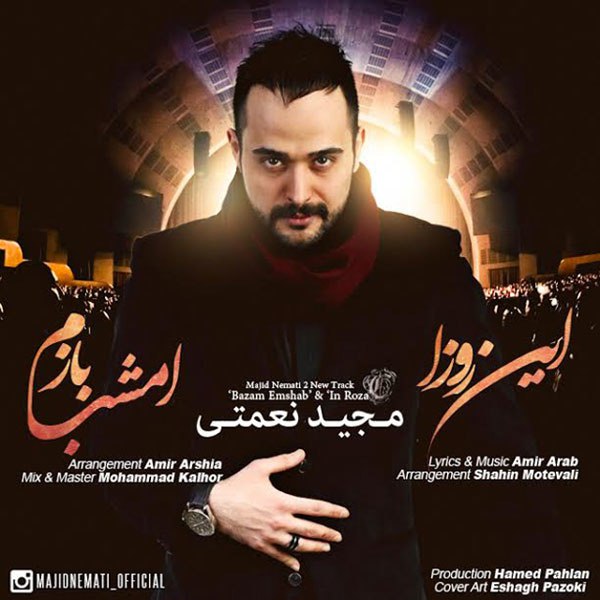 این روزا
بازم
امشب
Majid Nemati 2 New Track
'Bazam Emshab' & 'In Roza'
مجید نعمتی
Arrangement Amir Arshia
Mix & Master Mohammad Kalhor
Lyrics & Music Amir Arab
Arrangement Shahin Motevali
MAJIDNEMATI_OFFICIAL
Production Hamed Pahlan
Cover Art Eshagh Pazoki